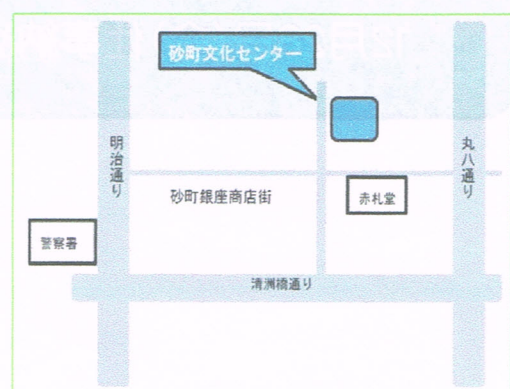 砂町文化センター
明治通り
丸八通り
砂町銀座商店街
赤札堂
警察署
清洲橋通り